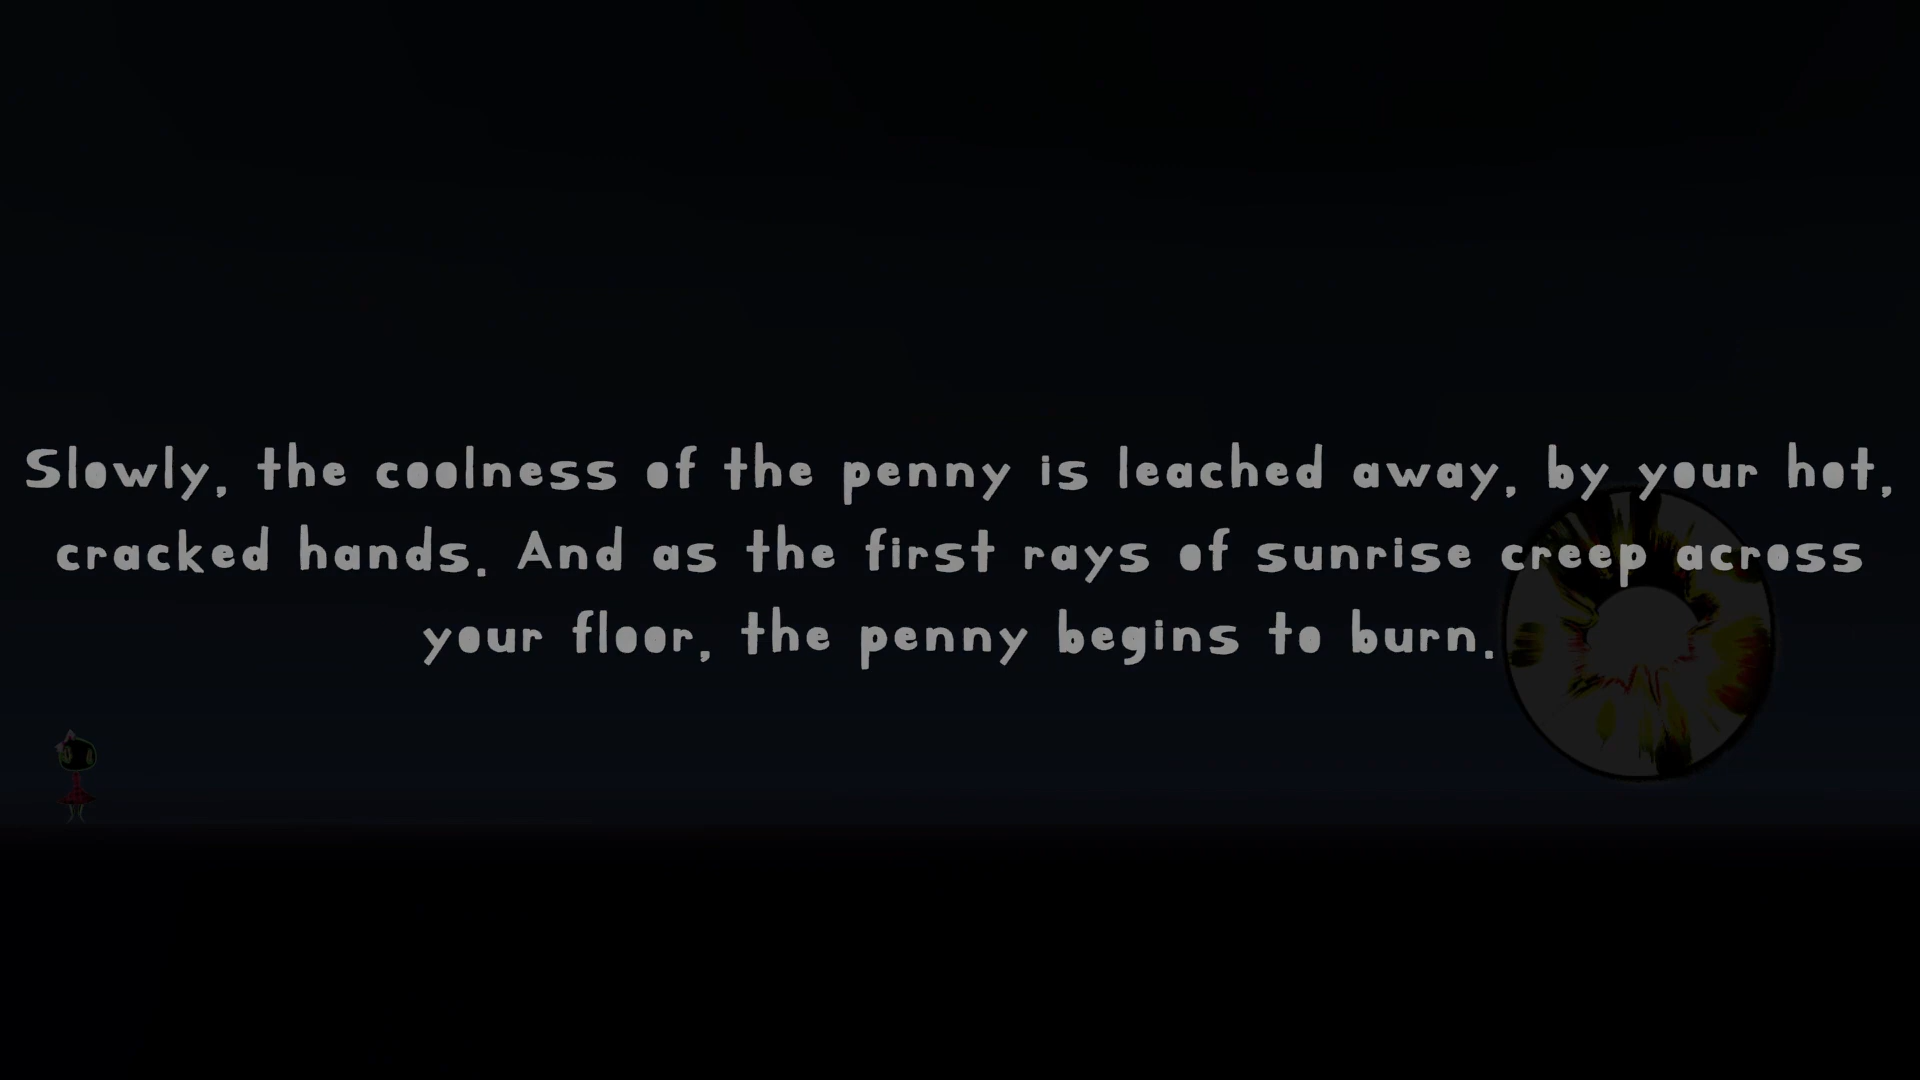 Slowly, the coolness of the penny is leached away, by your hot,
cracked hands. And as the first rays of sunrise creep across
your floor, the penny begins to burn.